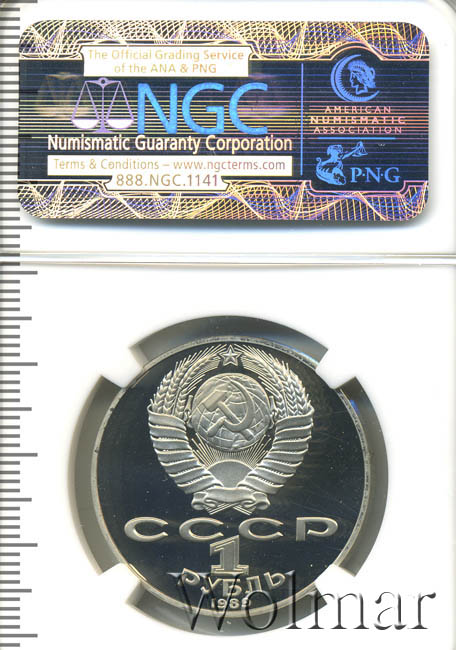 The Official Grading Service
of the ANA & PNG
NGC
Numismatic Guaranty Corporation
Terms & Conditions – www.ngcterms.com
888.NGC.1141
AMERICAN
NUMISMATIC
ASSOCIATION
P·N·G
СССР
1
РУБЛЬ
1989
Wolmar